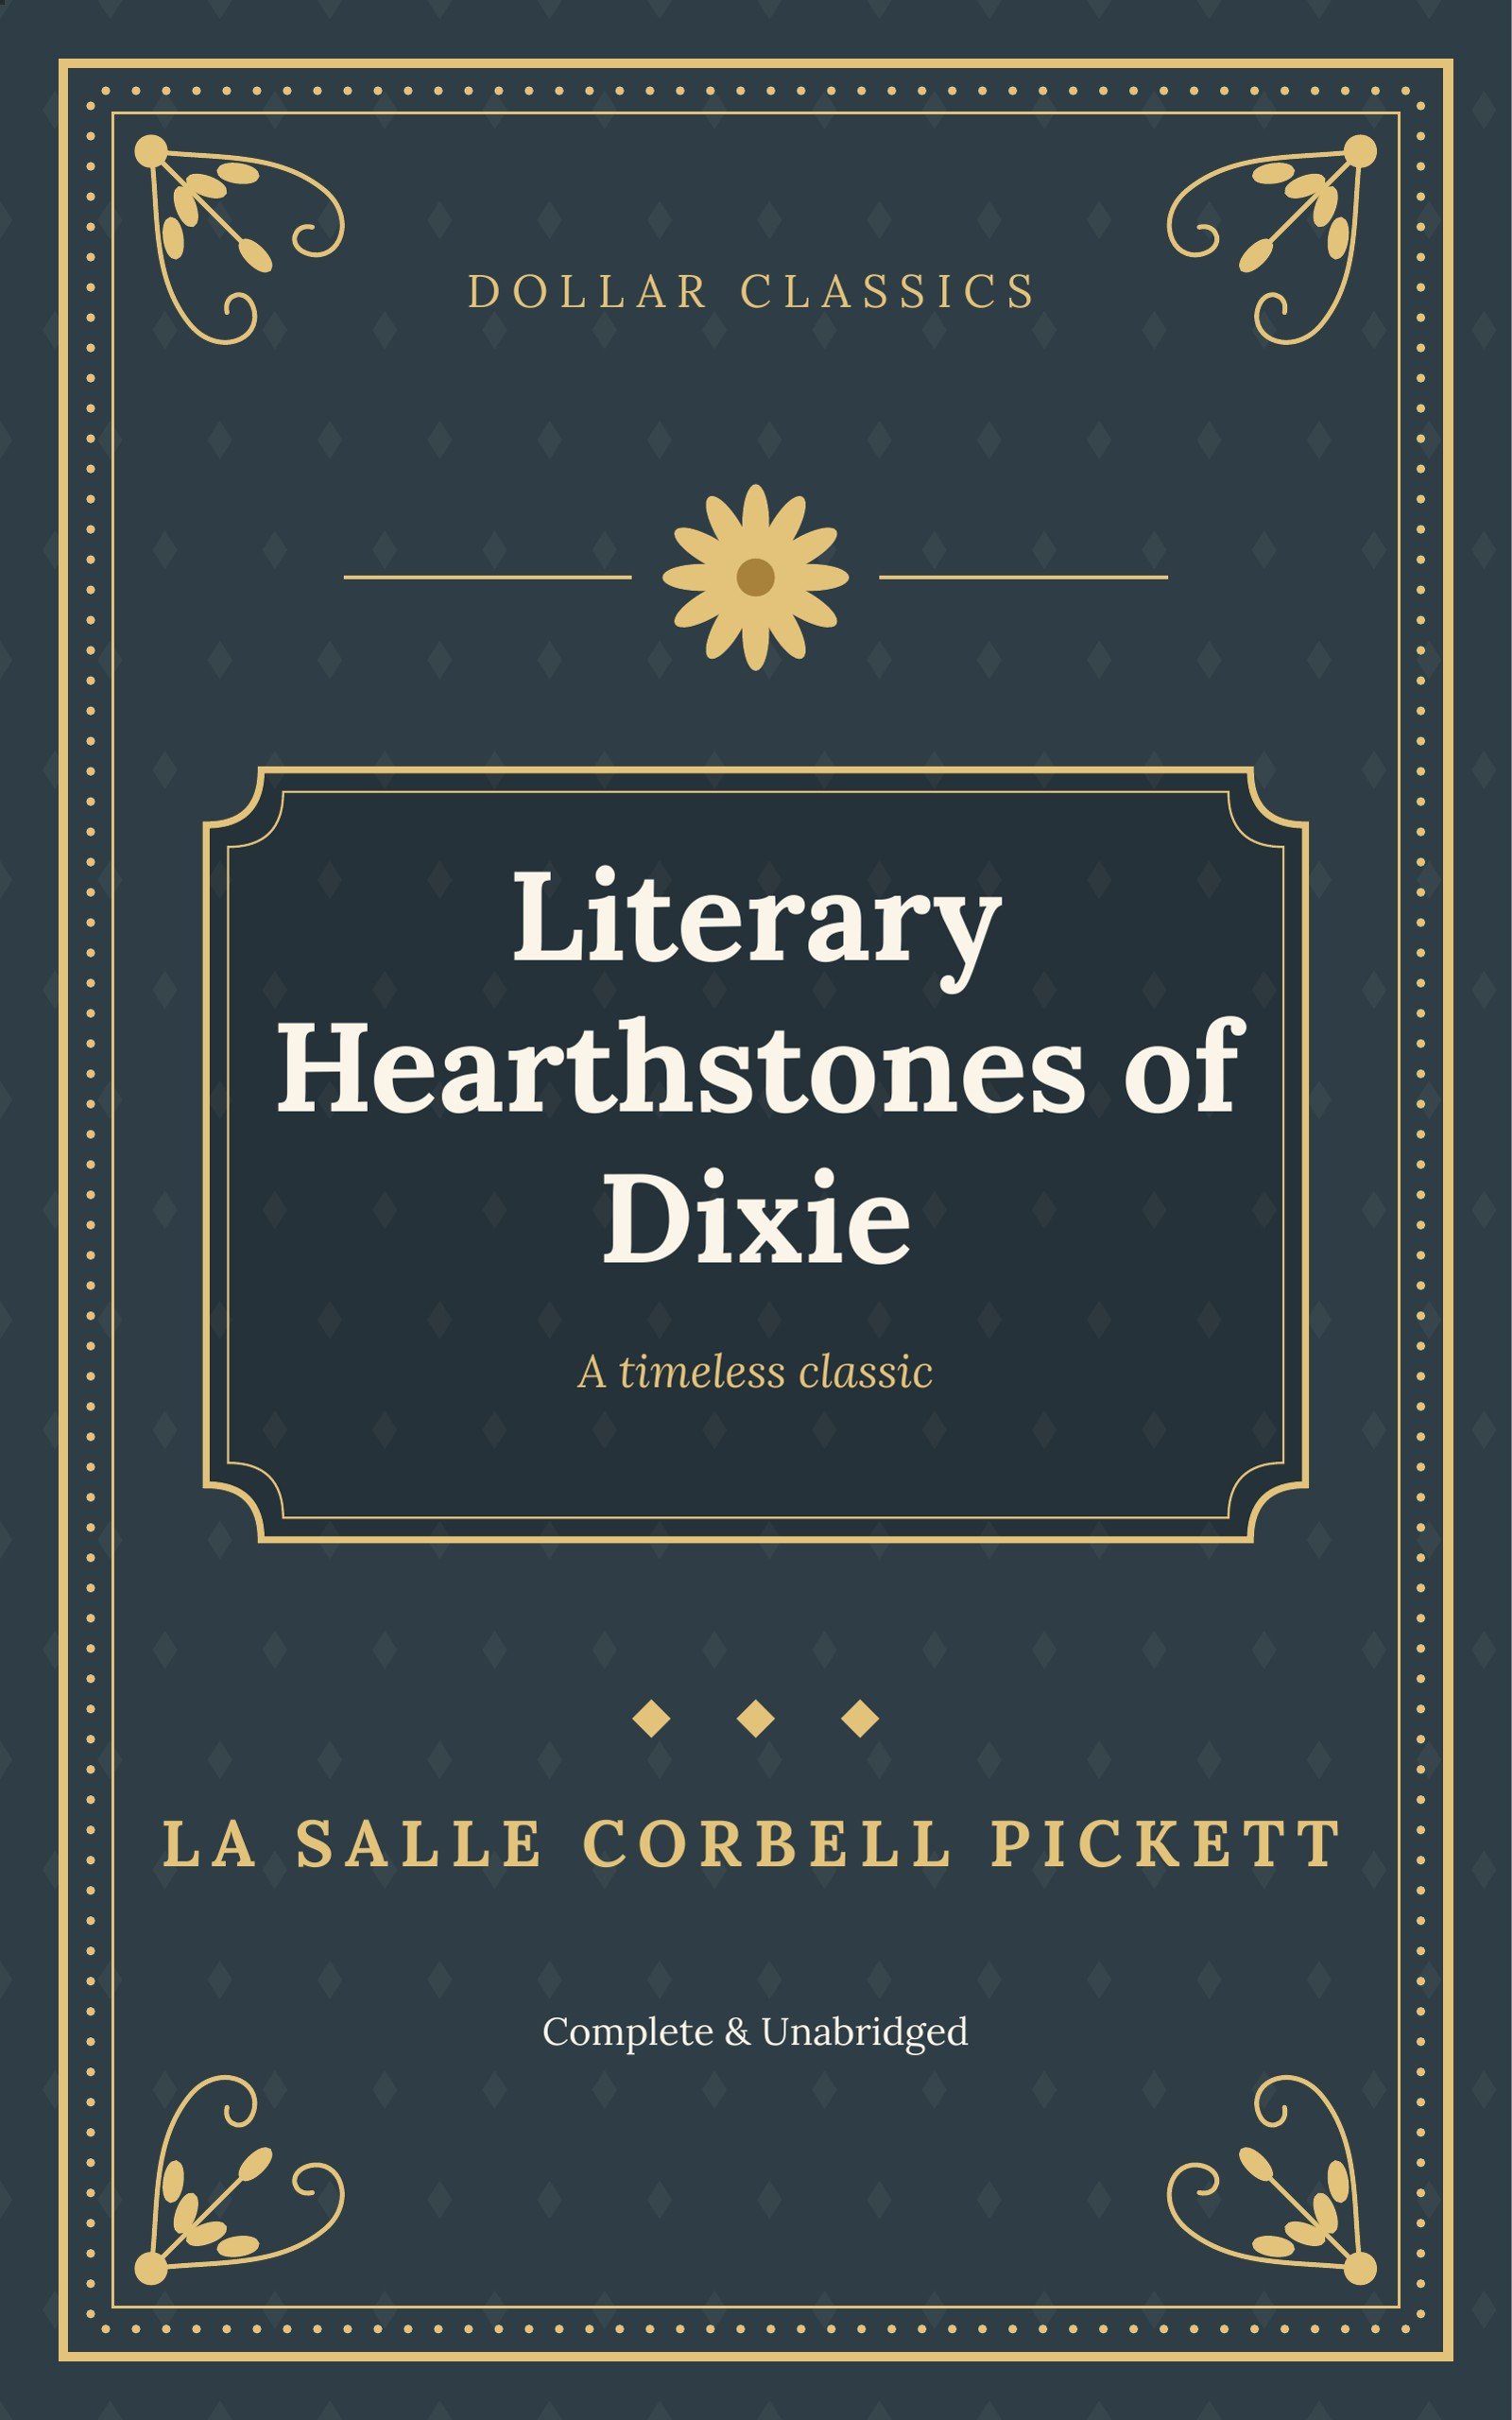 DOLLAR CLASSICS
Literary
Hearthstones of
Dixie
A timeless classic
LA SALLE CORBELL PICKETT
Complete & Unabridged